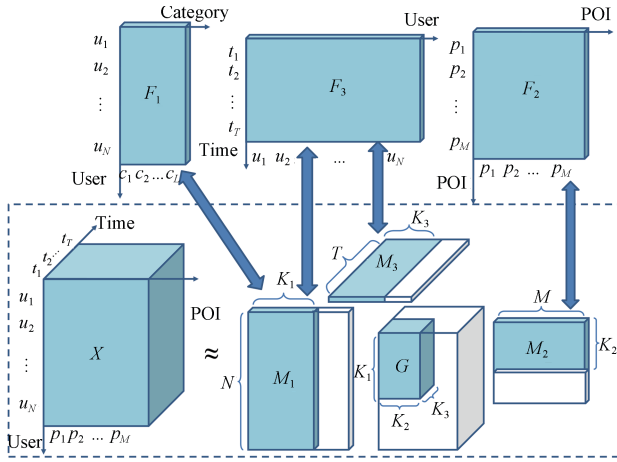 Category
User
POI
u1
u2
⋮
uN
F1
User
c1 c2 ... cL
t1
t2
⋮
tT
F3
Time
u1 u2 ... uN
p1
p2
⋮
pM
F2
POI
p1 p2 ... pM
Time
t1 t2 ... tT
u1
u2
⋮
uN
X
POI
User
p1 p2 ... pM
≈
K1
N
M1
T
K3
M3
K1
G
K2
K3
M
M2
K2